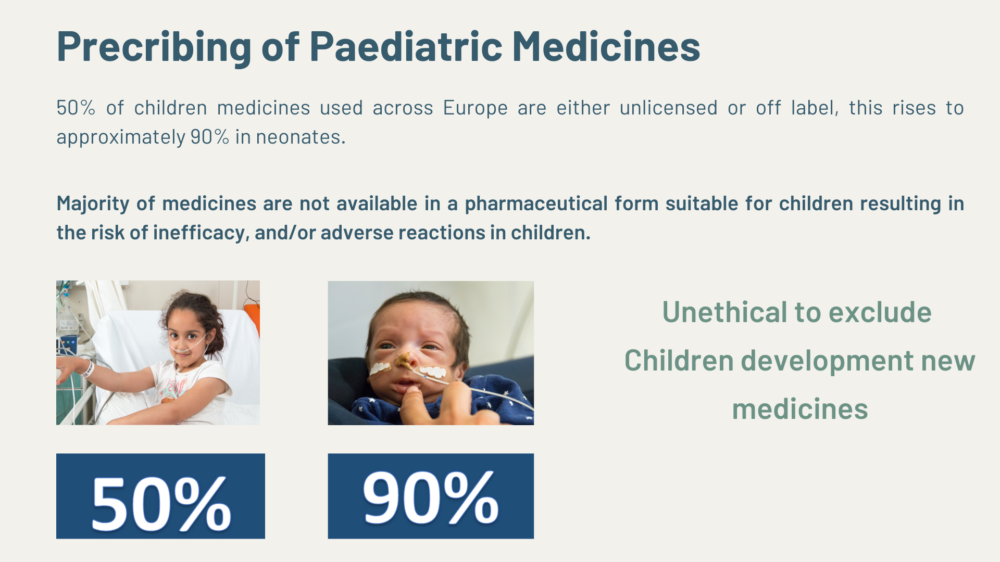 Precribing of Paediatric Medicines
50% of children medicines used across Europe are either unlicensed or off label, this rises to
approximately 90% in neonates.
Majority of medicines are not available in a pharmaceutical form suitable for children resulting in
the risk of inefficacy, and/or adverse reactions in children.
Unethical to exclude
Children development new
medicines
50%
90%